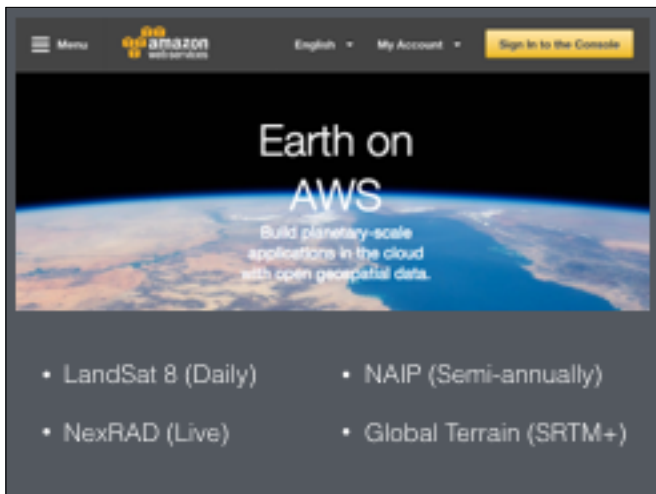 Menu
amazon
web services
English
My Account
Sign In to the Console
Earth on
AWS
Build planetary-scale
applications in the cloud
with open geospatial data.
• LandSat 8 (Daily)
• NexRAD (Live)
• NAIP (Semi-annually)
• Global Terrain (SRTM+)